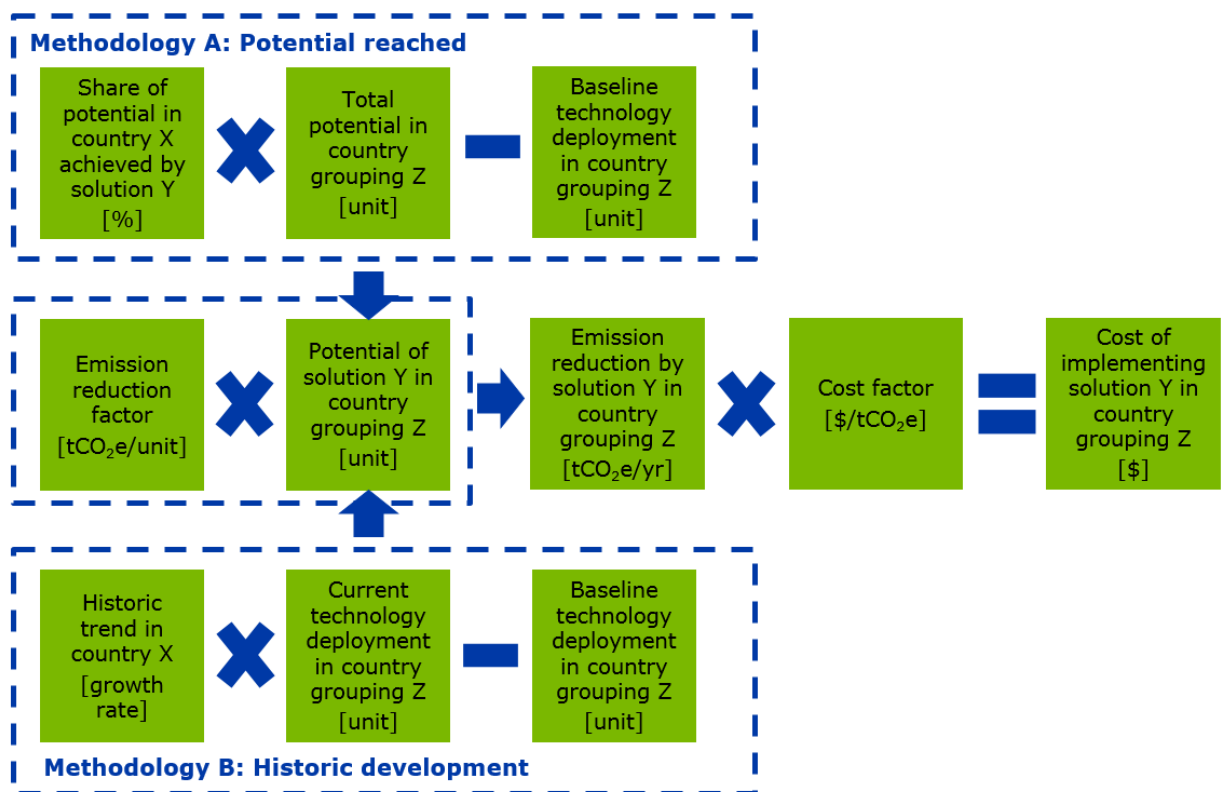 Methodology A: Potential reached
Share of
potential in
country X
achieved by
solution Y
[%]
Total
potential in
country
grouping Z
[unit]
Baseline
technology
deployment
in country
grouping Z
[unit]
Emission
reduction
factor
[tCO₂e/unit]
Potential of
solution Y in
country
grouping Z
[unit]
Emission
reduction by
solution Y in
country
grouping Z
[tCO₂e/yr]
Cost factor
[$/tCO₂e]
Cost of
implementing
solution Y in
country
grouping Z
[$]
Historic
trend in
country X
[growth
rate]
Current
technology
deployment
in country
grouping Z
[unit]
Baseline
technology
deployment
in country
grouping Z
[unit]
Methodology B: Historic development